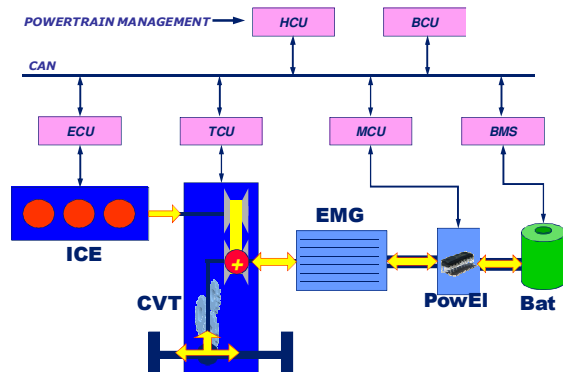 POWERTRAIN MANAGEMENT
HCU
BCU
CAN
ECU
TCU
MCU
BMS
ICE
EMG
+
CVT
PowEl
Bat